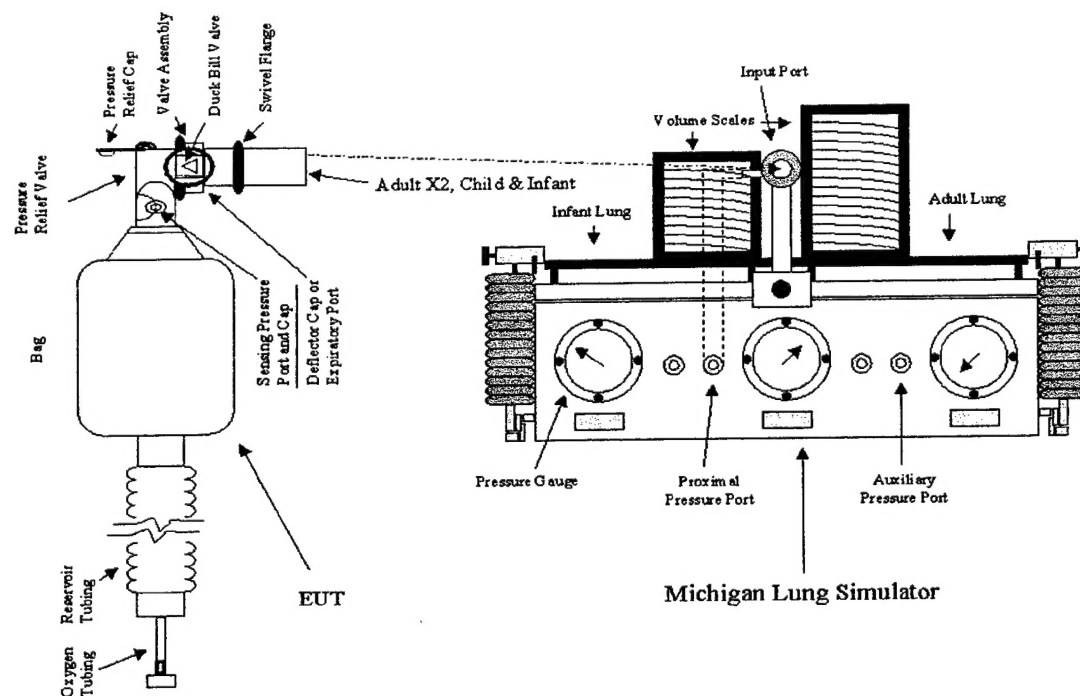 Pressure
Relief Cap
Valve Assembly
Duck Bill Valve
Swivel Flange
Pressure
Relief Valve
Adult X2, Child & Infant
Bag
Sensing Pressure
Port and Cap
Deflector Cap or
Expiratory Port
Reservoir
Tubing
Oxygen
Tubing
EUT
Input Port
Volume Scales
Infant Lung
Adult Lung
Pressure Gauge
Proximal
Pressure Port
Auxiliary
Pressure Port
Michigan Lung Simulator